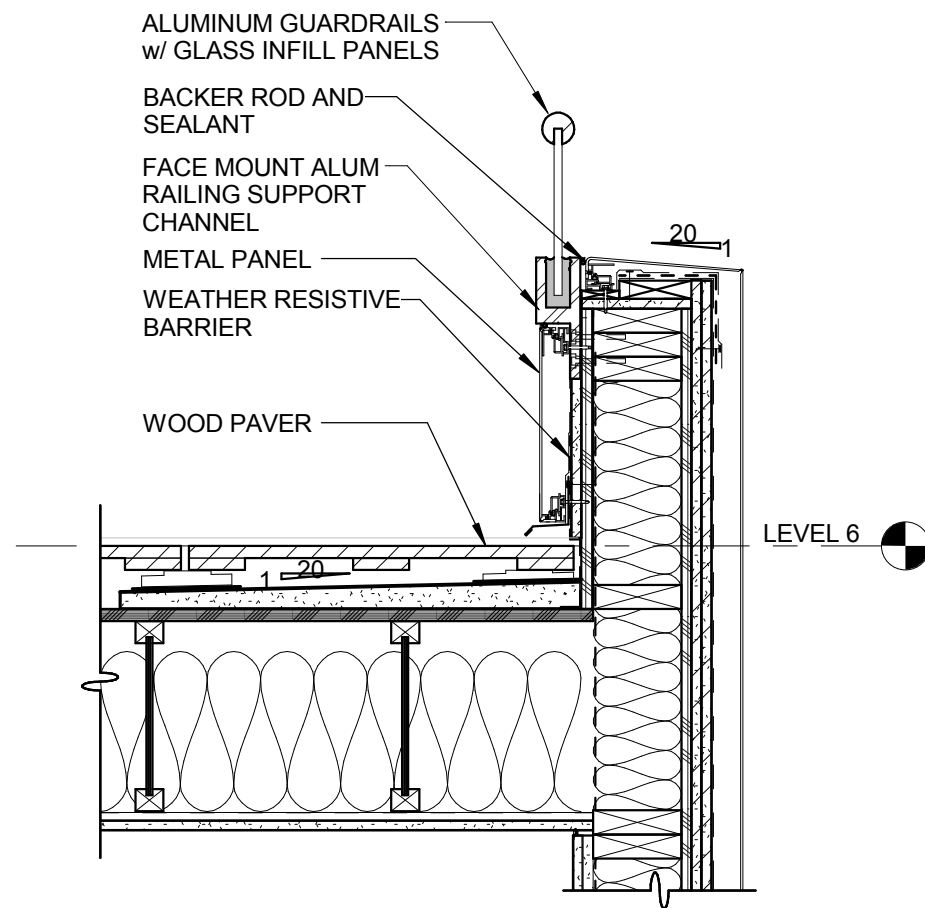 ALUMINUM GUARDRAILS
w/ GLASS INFILL PANELS
BACKER ROD AND
SEALANT
FACE MOUNT ALUM
RAILING SUPPORT
CHANNEL
METAL PANEL
WEATHER RESISTIVE
BARRIER
WOOD PAVER
20
1
LEVEL 6
20
1